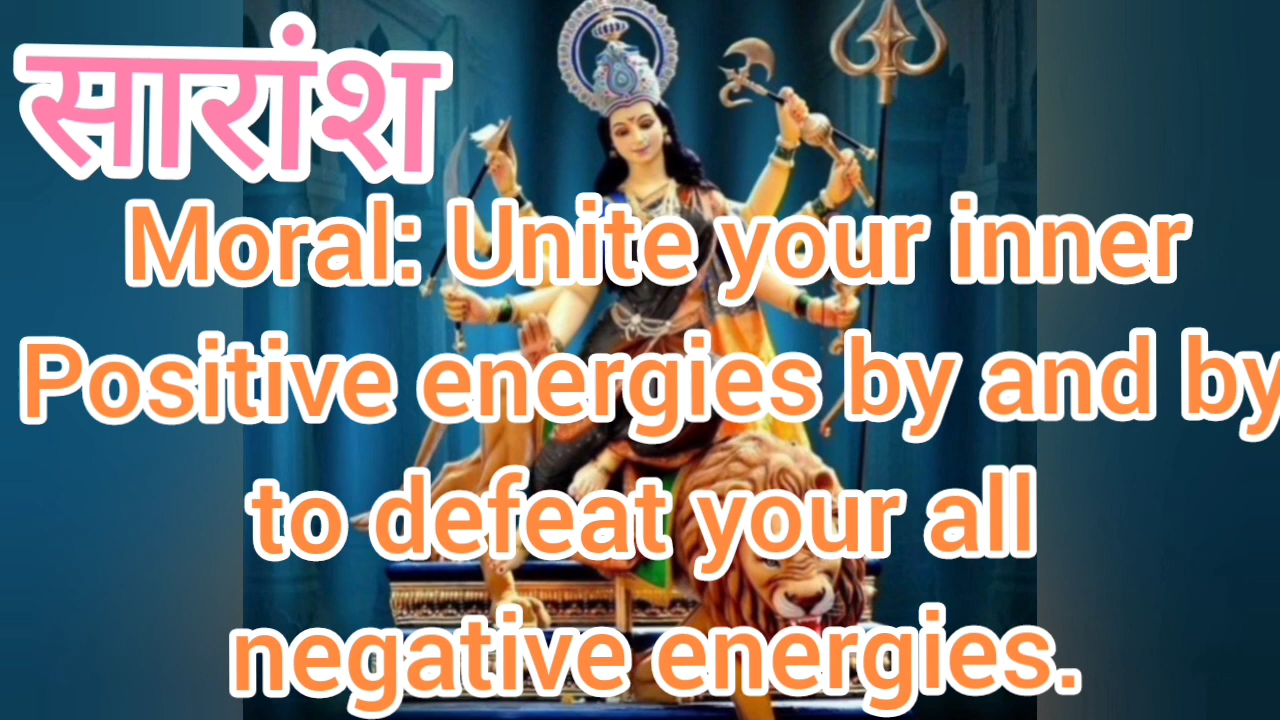 सारांश
Moral: Unite your inner
Positive energies by and by
to defeat your all
negative energies.